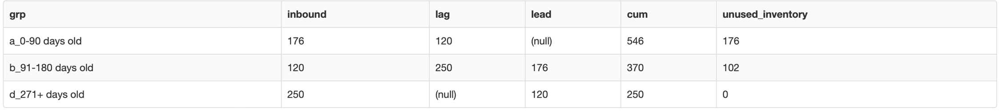 grp inbound lag lead cum unused_inventory
a_0-90 days old 176 120 (null) 546 176
b_91-180 days old 120 250 176 370 102
d_271+ days old 250 (null) 120 250 0